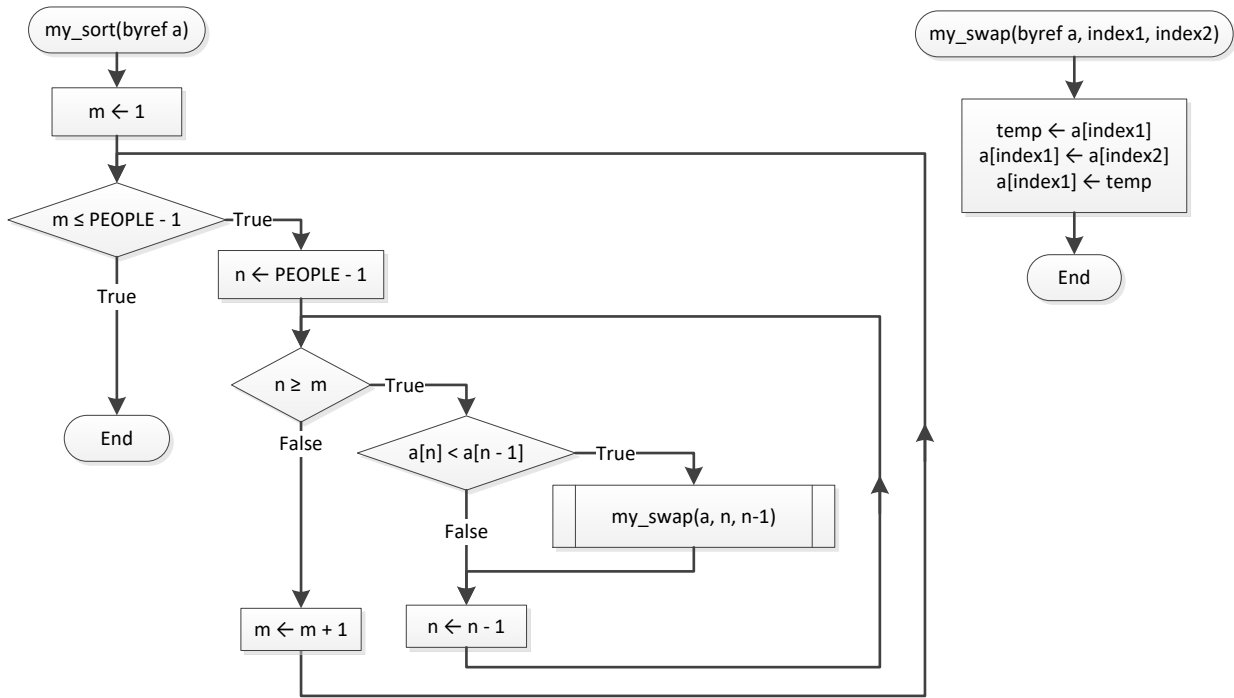 my_sort(byref a)
m ← 1
m ≤ PEOPLE - 1
True
True
n ← PEOPLE - 1
n ≥ m
True
False
a[n] < a[n - 1]
True
my_swap(a, n, n-1)
False
n ← n - 1
m ← m + 1
End
my_swap(byref a, index1, index2)
temp ← a[index1]
a[index1] ← a[index2]
a[index1] ← temp
End